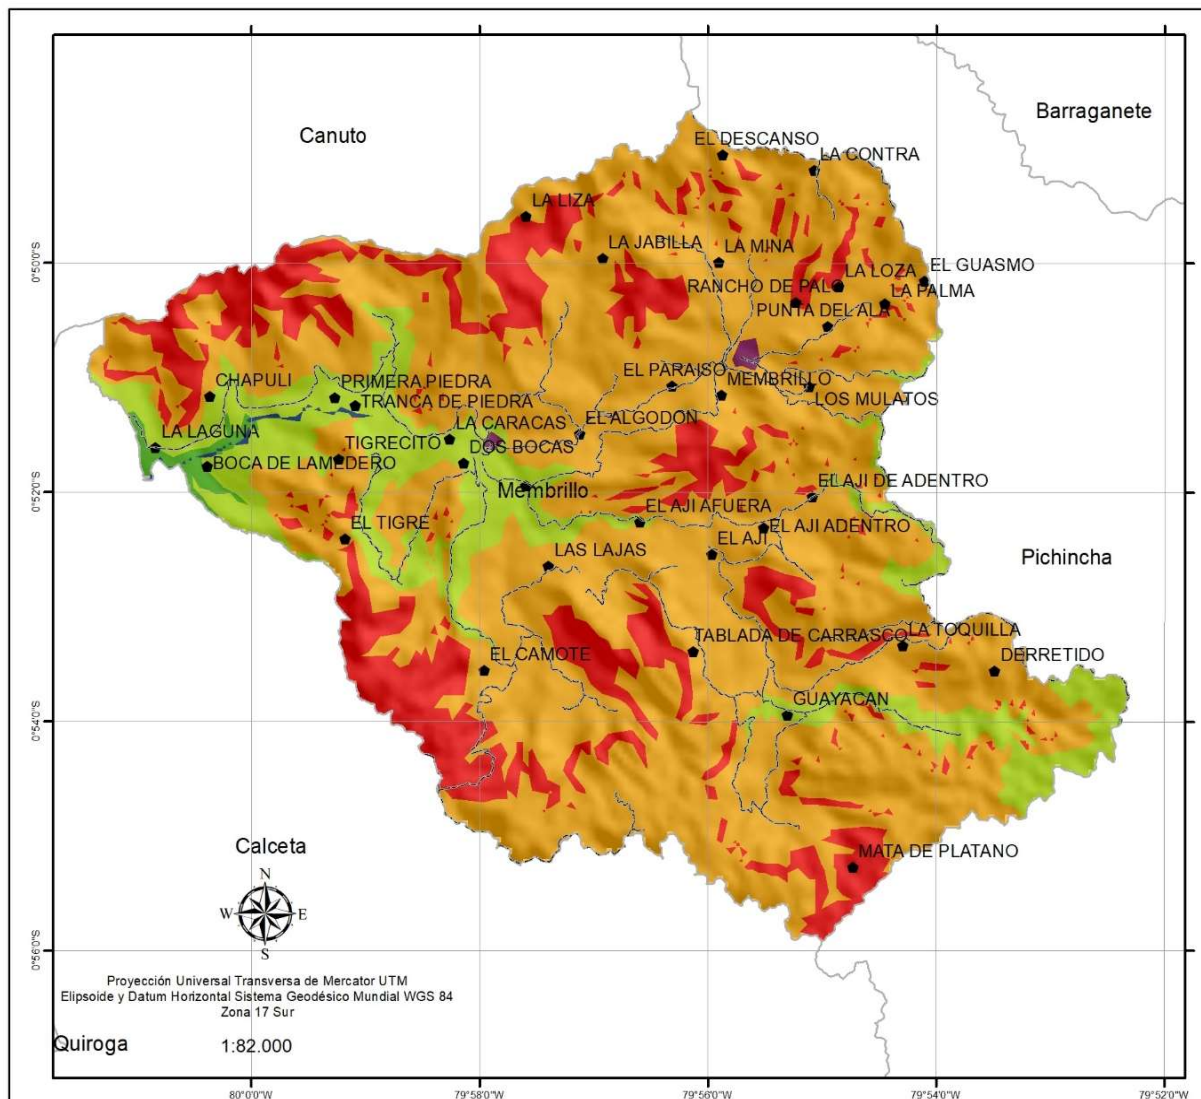 Canuto
Barraganete
EL DESCANSO
LA CONTRA
LA LIZA
LA JABILLA
LA MINA
EL GUASMO
LA LOZA
RANCHO DE PAL
LA PALMA
PUNTA DEL ALA
EL PARAISO
MEMBRILLO
CHAPULI
PRIMERA PIEDRA
TRANCA DE PIEDRA
LOS MULATOS
LA CARACAS
EL ALGODON
LA LAGUNA
TIGRECITO
DOS BOCAS
BOCA DE LAMEDERO
Membrillo
EL AJI DE ADENTRO
EL AJI AFUERA
EL TIGRE
EL AJI ADENTRO
EL AJI
LAS LAJAS
Pichincha
TABLADA DE CARRASCO
LA TOQUILLA
EL CAMOTE
DERRETIDO
GUAYACAN
MATA DE PLATANO
Calceta
N
W
E
S
Proyección Universal Transversa de Mercator UTM
Elipsoide y Datum Horizontal Sistema Geodésico Mundial WGS 84
Zona 17 Sur
Quiroga
1:82.000
0°50'0"S
0°52'0"S
0°54'0"S
0°56'0"S
80°0'0"W
79°58'0"W
79°56'0"W
79°54'0"W
79°52'0"W